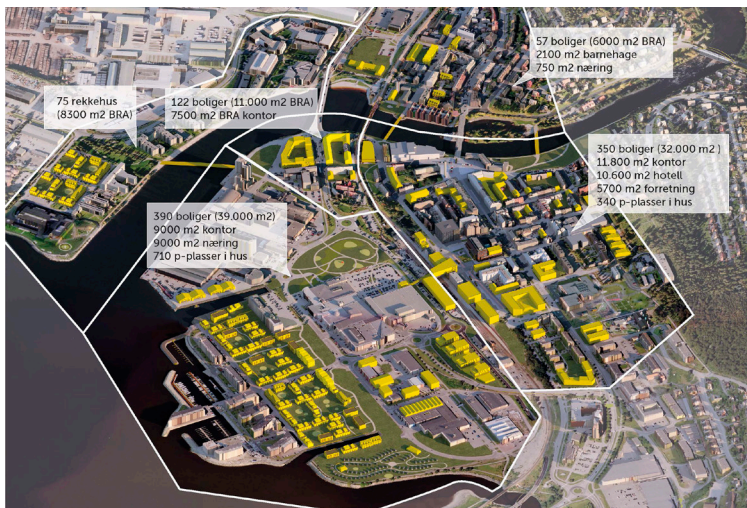 57 boliger (6000 m2 BRA)
2100 m2 barnehage
750 m2 næring
75 rekkehus
(8300 m2 BRA)
122 boliger (11.000 m2 BRA)
7500 m2 BRA kontor
350 boliger (32.000 m2 )
11.800 m2 kontor
10.600 m2 hotell
5700 m2 forretning
340 p-plasser i hus
390 boliger (39.000 m2)
9000 m2 kontor
9000 m2 næring
710 p-plasser i hus